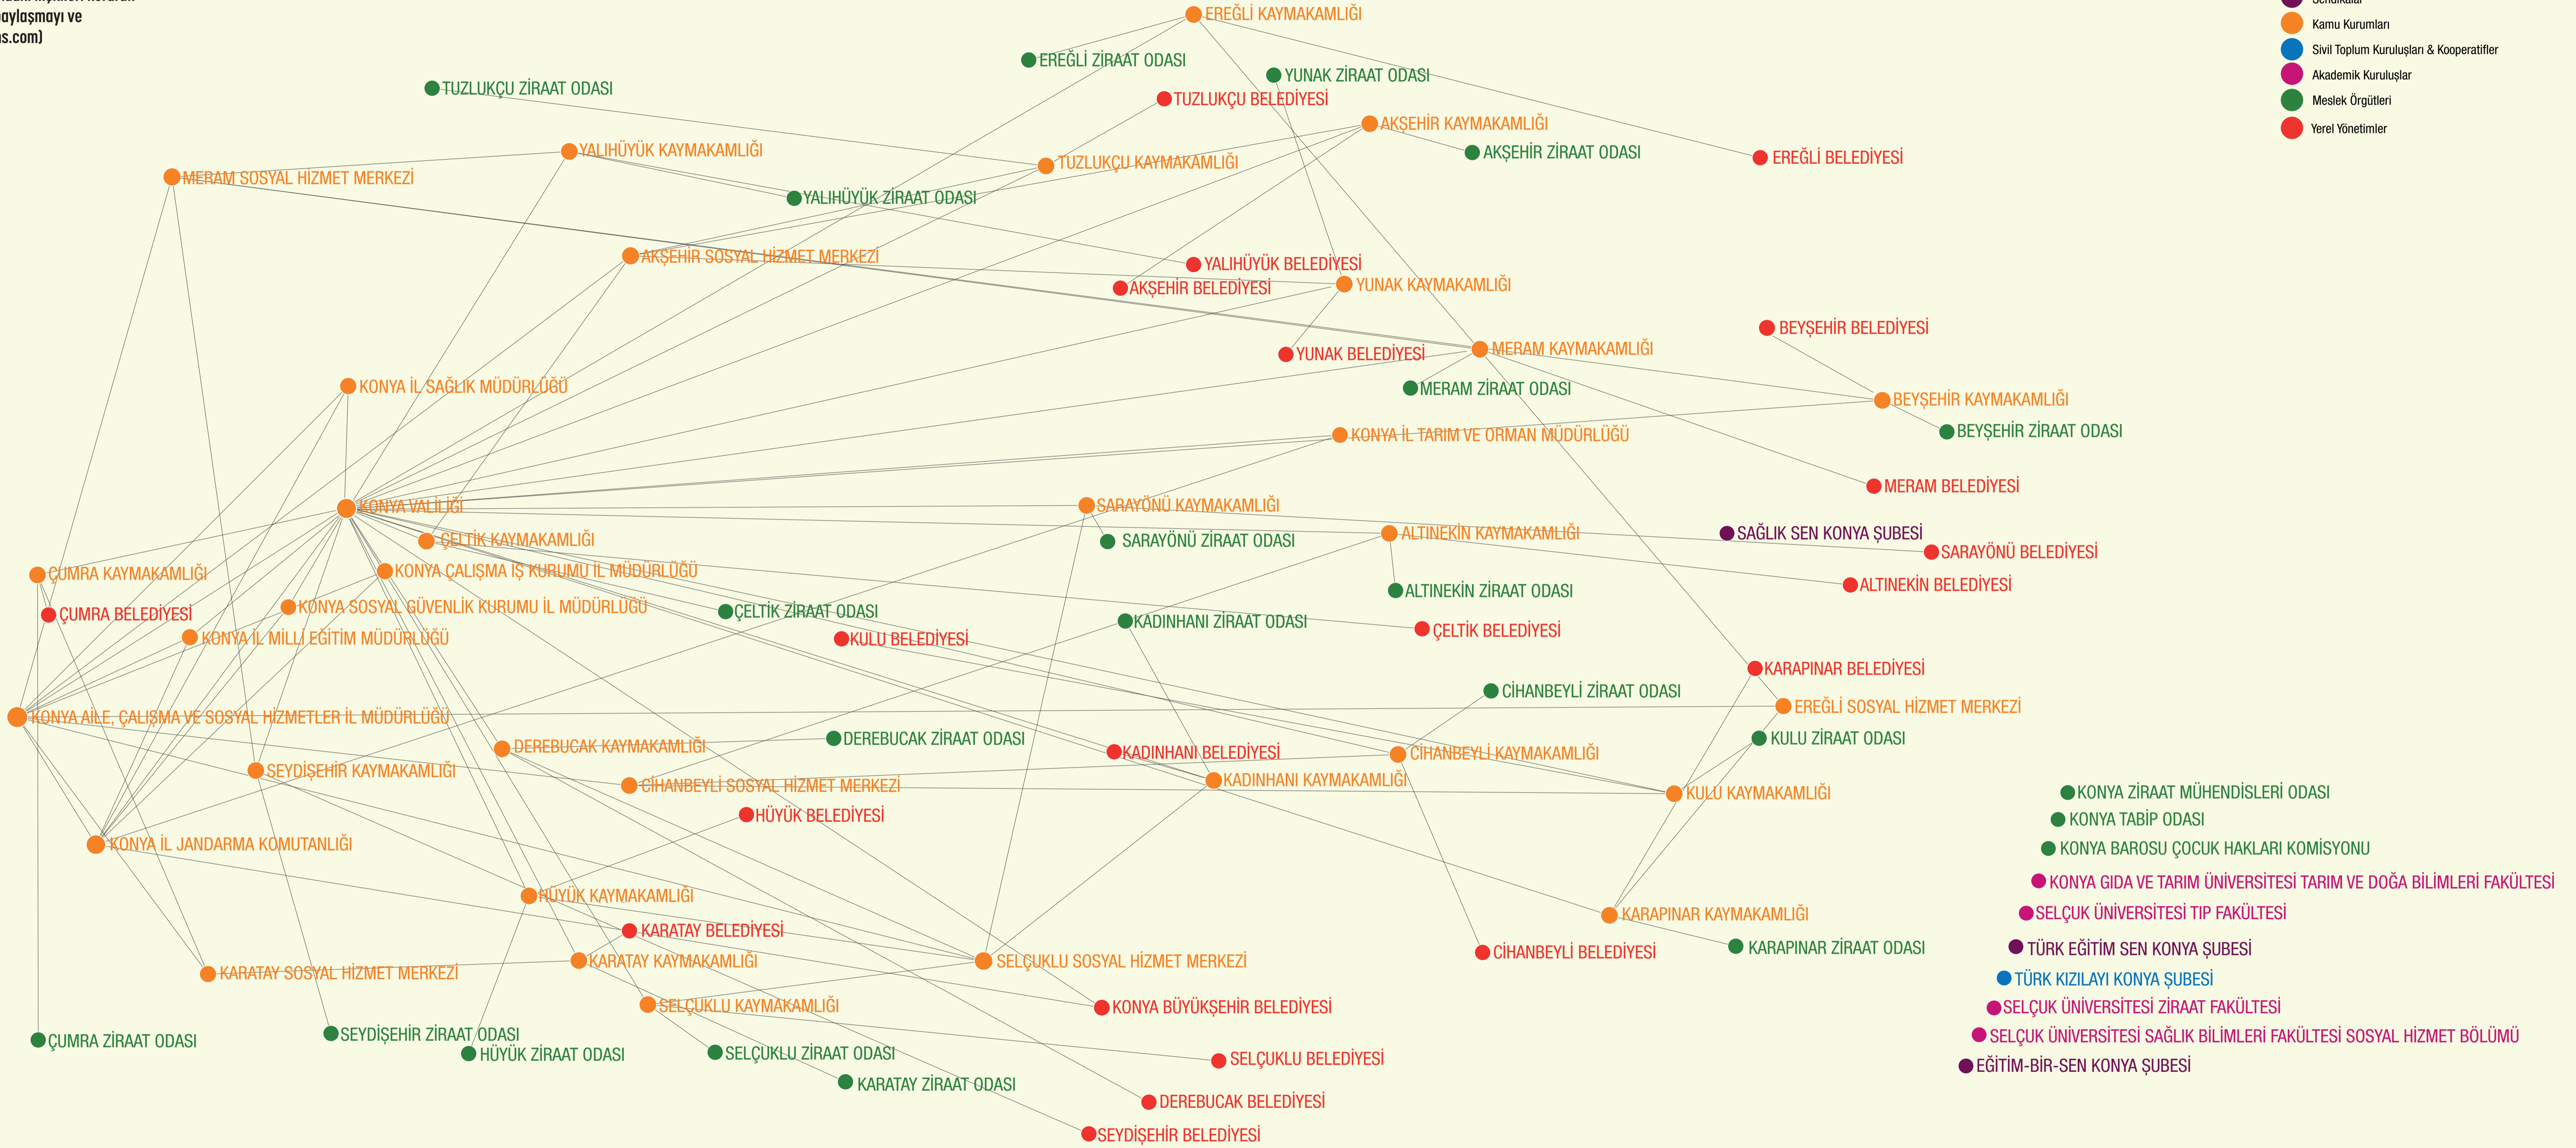 paylaşmayı ve
EREĞLİ KAYMAKAMLIĞI
Kamu Kurumları
Sivil Toplum Kuruluşları & Kooperatifler
Akademik Kuruluşlar
Meslek Örgütleri
Yerel Yönetimler
EREĞLİ ZİRAAT ODASI
YUNAK ZİRAAT ODASI
TUZLUKÇU ZİRAAT ODASI
TUZLUKÇU BELEDİYESİ
AKŞEHİR KAYMAKAMLIĞI
YALIHÜYÜK KAYMAKAMLIĞI
AKŞEHİR ZİRAAT ODASI
EREĞLİ BELEDİYESİ
TUZLUKÇU KAYMAKAMLIĞI
MERAM SOSYAL HİZMET MERKEZİ
YALIHÜYÜK ZİRAAT ODASI
AKŞEHİR SOSYAL HİZMET MERKEZİ
YALIHÜYÜK BELEDİYESİ
AKŞEHİR BELEDİYESİ
YUNAK KAYMAKAMLIĞI
BEYŞEHİR BELEDİYESİ
YUNAK BELEDİYESİ
MERAM KAYMAKAMLIĞI
KONYA İL SAĞLIK MÜDÜRLÜĞÜ
MERAM ZİRAAT ODASI
BEYŞEHİR KAYMAKAMLIĞI
KONYA İL TARIM VE ORMAN MÜDÜRLÜĞÜ
BEYŞEHİR ZİRAAT ODASI
MERAM BELEDİYESİ
KONYA VALİLİĞİ
SARAYÖNÜ KAYMAKAMLIĞI
ÇELTİK KAYMAKAMLIĞI
SARAYÖNÜ ZİRAAT ODASI
ALTINEKİN KAYMAKAMLIĞI
SAĞLIK SEN KONYA ŞUBESİ
SARAYÖNÜ BELEDİYESİ
ÇUMRA KAYMAKAMLIĞI
KONYA ÇALIŞMA İŞ KURUMU İL MÜDÜRLÜĞÜ
ALTINEKİN ZİRAAT ODASI
ALTINEKİN BELEDİYESİ
ÇUMRA BELEDİYESİ
KONYA SOSYAL GÜVENLİK KURUMU İL MÜDÜRLÜĞÜ
ÇELTİK ZİRAAT ODASI
KADINHANI ZİRAAT ODASI
ÇELTİK BELEDİYESİ
KONYA İL MİLLİ EĞİTİM MÜDÜRLÜĞÜ
KULU BELEDİYESİ
KARAPINAR BELEDİYESİ
CİHANBEYLİ ZİRAAT ODASI
EREĞLİ SOSYAL HİZMET MERKEZİ
KONYA AİLE, ÇALIŞMA VE SOSYAL HİZMETLER İL MÜDÜRLÜĞÜ
DEREBUCAK KAYMAKAMLIĞI
DEREBUCAK ZİRAAT ODASI
KULU ZİRAAT ODASI
KADINHANI BELEDİYESİ
CİHANBEYLİ KAYMAKAMLIĞI
SEYDİŞEHİR KAYMAKAMLIĞI
CİHANBEYLİ SOSYAL HİZMET MERKEZİ
KADINHANI KAYMAKAMLIĞI
KULU KAYMAKAMLIĞI
KONYA ZİRAAT MÜHENDİSLERİ ODASI
HÜYÜK BELEDİYESİ
KONYA TABİP ODASI
KONYA İL JANDARMA KOMUTANLIĞI
KONYA BAROSU ÇOCUK HAKLARI KOMİSYONU
KONYA GIDA VE TARIM ÜNİVERSİTESİ TARIM VE DOĞA BİLİMLERİ FAKÜLTESİ
HÜYÜK KAYMAKAMLIĞI
KARAPINAR KAYMAKAMLIĞI
SELÇUK ÜNİVERSİTESİ TIP FAKÜLTESİ
KARATAY BELEDİYESİ
CİHANBEYLİ BELEDİYESİ
KARAPINAR ZİRAAT ODASI
TÜRK EĞİTİM SEN KONYA ŞUBESİ
KARATAY SOSYAL HİZMET MERKEZİ
KARATAY KAYMAKAMLIĞI
SELÇUKLU SOSYAL HİZMET MERKEZİ
TÜRK KIZILAYI KONYA ŞUBESİ
SELÇUKLU KAYMAKAMLIĞI
KONYA BÜYÜKŞEHİR BELEDİYESİ
SELÇUK ÜNİVERSİTESİ ZİRAAT FAKÜLTESİ
ÇUMRA ZİRAAT ODASI
SEYDİŞEHİR ZİRAAT ODASI
HÜYÜK ZİRAAT ODASI
SELÇUKLU ZİRAAT ODASI
SELÇUKLU BELEDİYESİ
SELÇUK ÜNİVERSİTESİ SAĞLIK BİLİMLERİ FAKÜLTESİ SOSYAL HİZMET BÖLÜMÜ
EĞİTİM-BİR-SEN KONYA ŞUBESİ
KARATAY ZİRAAT ODASI
DEREBUCAK BELEDİYESİ
SEYDİŞEHİR BELEDİYESİ